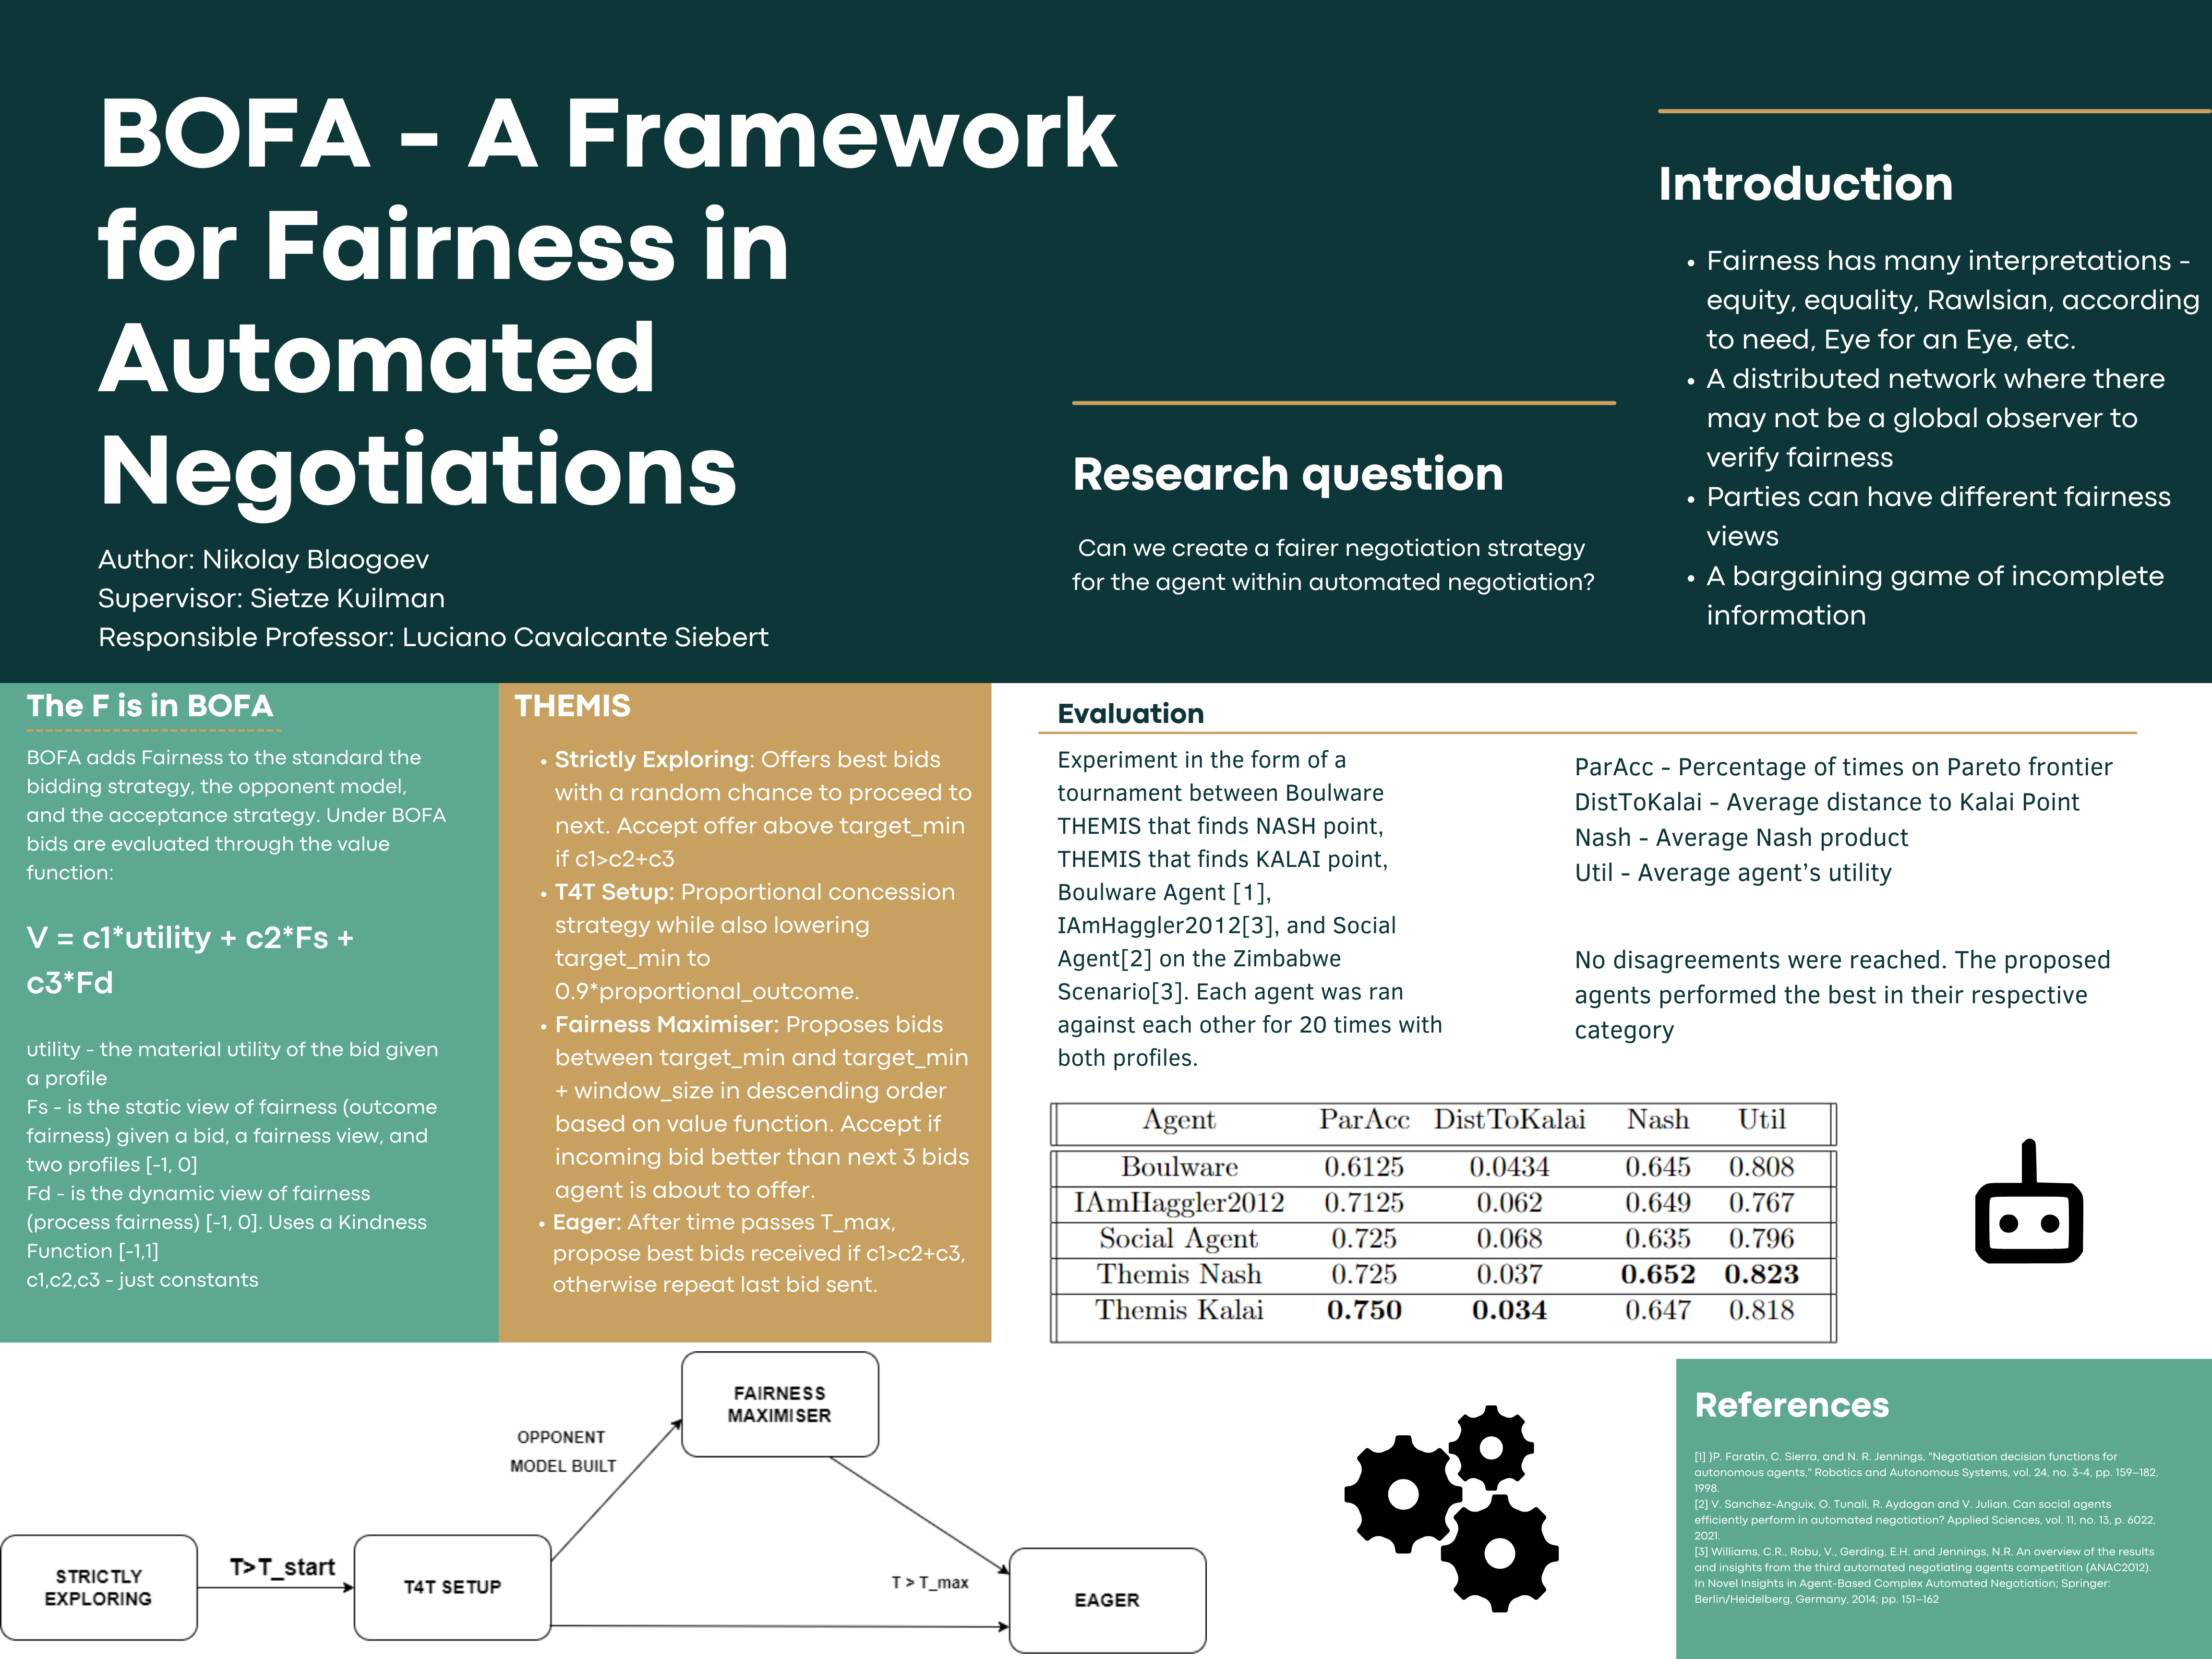 BOFA - A Framework
for Fairness in
Automated
Negotiations
Author: Nikolay Blaogoev
Supervisor: Sietze Kuilman
Responsible Professor: Luciano Cavalcante Siebert
Research question
Can we create a fairer negotiation strategy
for the agent within automated negotiation?
Introduction
• Fairness has many interpretations -
equity, equality, Rawlsian, according
to need, Eye for an Eye, etc.
• A distributed network where there
may not be a global observer to
verify fairness
• Parties can have different fairness
views
• A bargaining game of incomplete
information
The F is in BOFA
BOFA adds Fairness to the standard the
bidding strategy, the opponent model,
and the acceptance strategy. Under BOFA
bids are evaluated through the value
function:
V = c1*utility + c2*Fs +
c3*Fd
utility - the material utility of the bid given
a profile
Fs - is the static view of fairness (outcome
fairness) given a bid, a fairness view, and
two profiles [-1, 0]
Fd - is the dynamic view of fairness
(process fairness) [-1, 0]. Uses a Kindness
Function [-1,1]
c1,c2,c3 - just constants
THEMIS
• Strictly Exploring: Offers best bids
with a random chance to proceed to
next. Accept offer above target_min
if c1>c2+c3
• T4T Setup: Proportional concession
strategy while also lowering
target_min to
0.9*proportional_outcome.
• Fairness Maximiser: Proposes bids
between target_min and target_min
+ window_size in descending order
based on value function. Accept if
incoming bid better than next 3 bids
agent is about to offer.
• Eager: After time passes T_max,
propose best bids received if c1>c2+c3,
otherwise repeat last bid sent.
Evaluation
Experiment in the form of a
tournament between Boulware
THEMIS that finds NASH point,
THEMIS that finds KALAI point,
Boulware Agent [1],
IAmHaggler2012[3], and Social
Agent[2] on the Zimbabwe
Scenario[3]. Each agent was ran
against each other for 20 times with
both profiles.
ParAcc - Percentage of times on Pareto frontier
DistToKalai - Average distance to Kalai Point
Nash - Average Nash product
Util - Average agent's utility
No disagreements were reached. The proposed
agents performed the best in their respective
category
Agent ParAcc DistToKalai Nash Util
Boulware 0.6125 0.0434 0.645 0.808
IAmHaggler2012 0.7125 0.062 0.649 0.767
Social Agent 0.725 0.068 0.635 0.796
Themis Nash 0.725 0.037 0.652 0.823
Themis Kalai 0.750 0.034 0.647 0.818
STRICTLY
EXPLORING
T>T_start
T4T SETUP
OPPONENT
MODEL BUILT
FAIRNESS
MAXIMISER
T > T_max
EAGER
References
[1] }P. Faratin, C. Sierra, and N. R. Jennings, "Negotiation decision functions for
autonomous agents," Robotics and Autonomous Systems, vol. 24, no. 3-4, pp. 159–182,
1998.
[2] V. Sanchez-Anguix, O. Tunali, R. Aydogan and V. Julian. Can social agents
efficiently perform in automated negotiation? Applied Sciences, vol. 11, no. 13, p. 6022,
2021.
[3] Williams, C.R., Robu, V., Gerding, E.H. and Jennings, N.R. An overview of the results
and insights from the third automated negotiating agents competition (ANAC2012).
In Novel Insights in Agent-Based Complex Automated Negotiation; Springer:
Berlin/Heidelberg, Germany, 2014; pp. 151–162